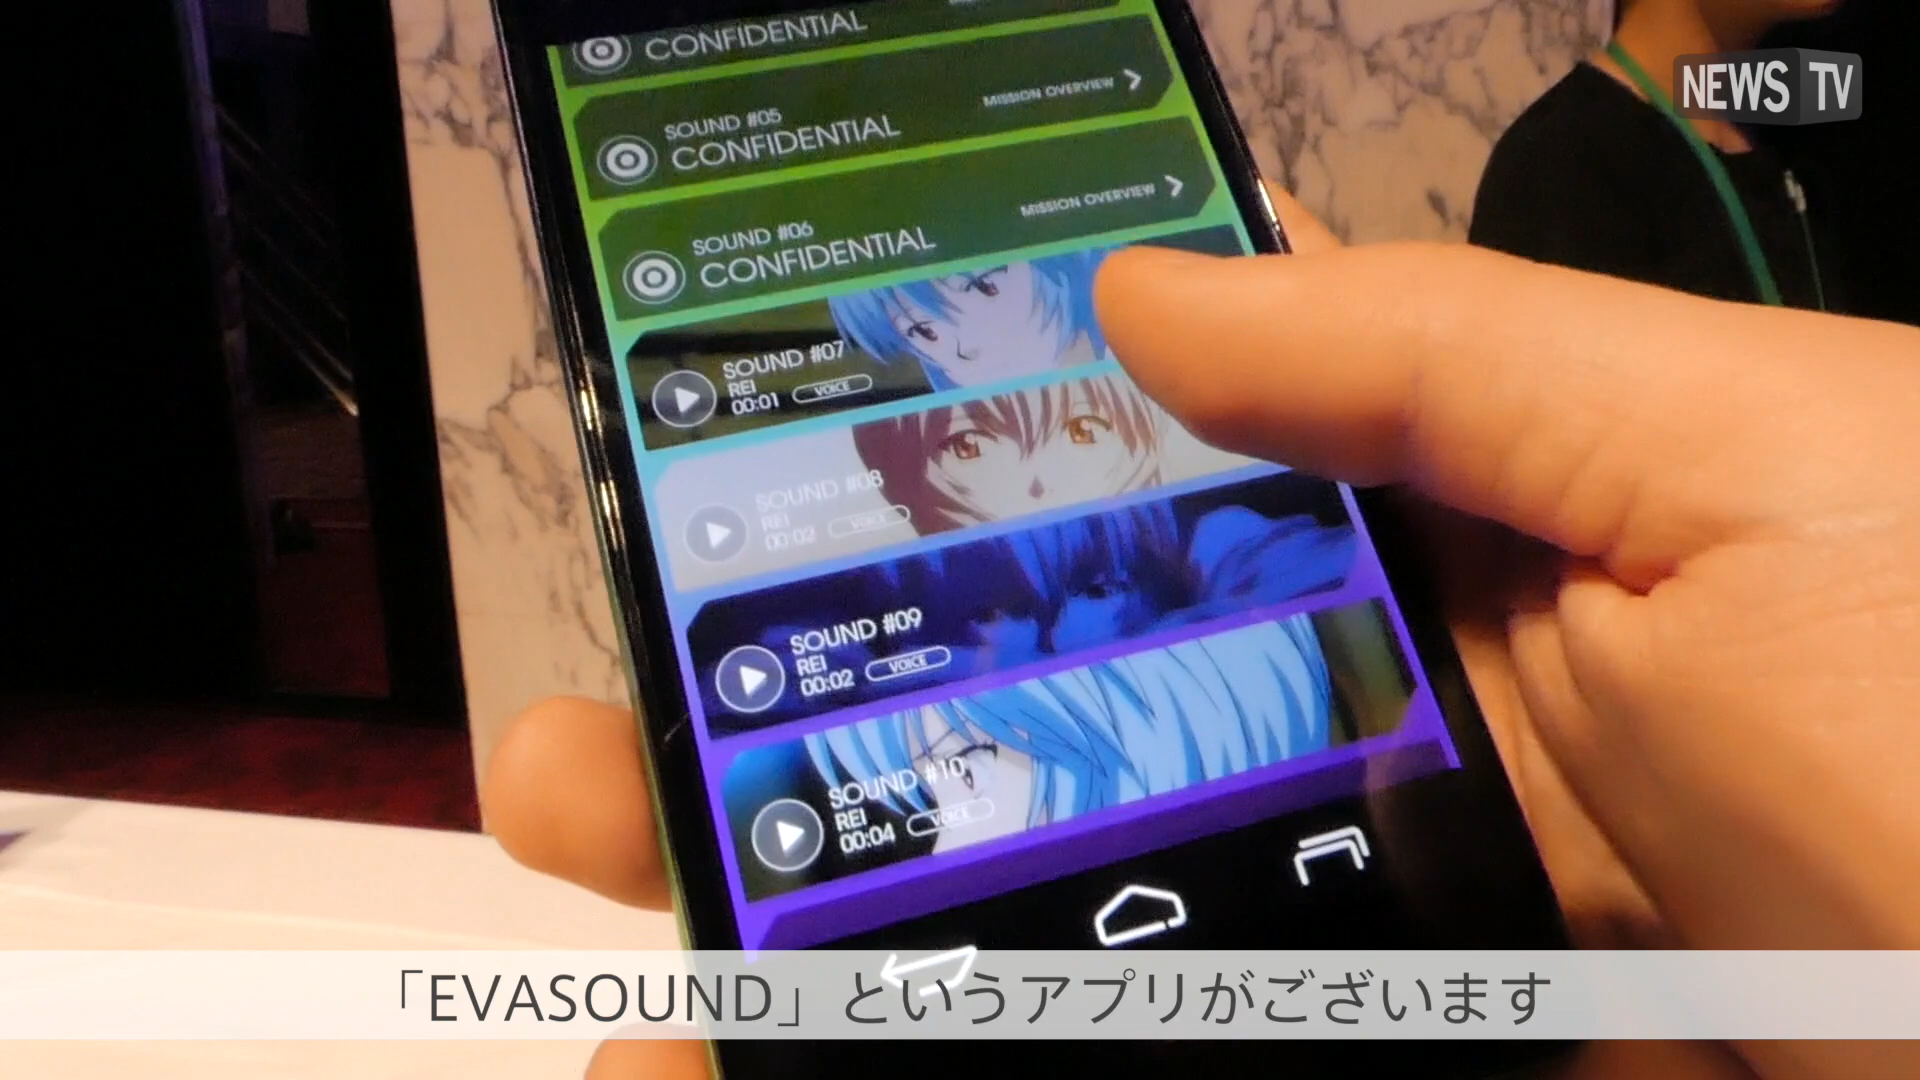 CONFIDENTIAL
NEWS TV
SOUND #05
CONFIDENTIAL
MISSION OVERVIEW
SOUND #06
CONFIDENTIAL
MISSION OVERVIEW
SOUND #07
REI
00:01 VOICE
SOUND #08
REI
00:02 VOICE
SOUND #09
REI
00:02 VOICE
SOUND #10
REI
00:04 VOICE
「EVASOUND」というアプリがございます